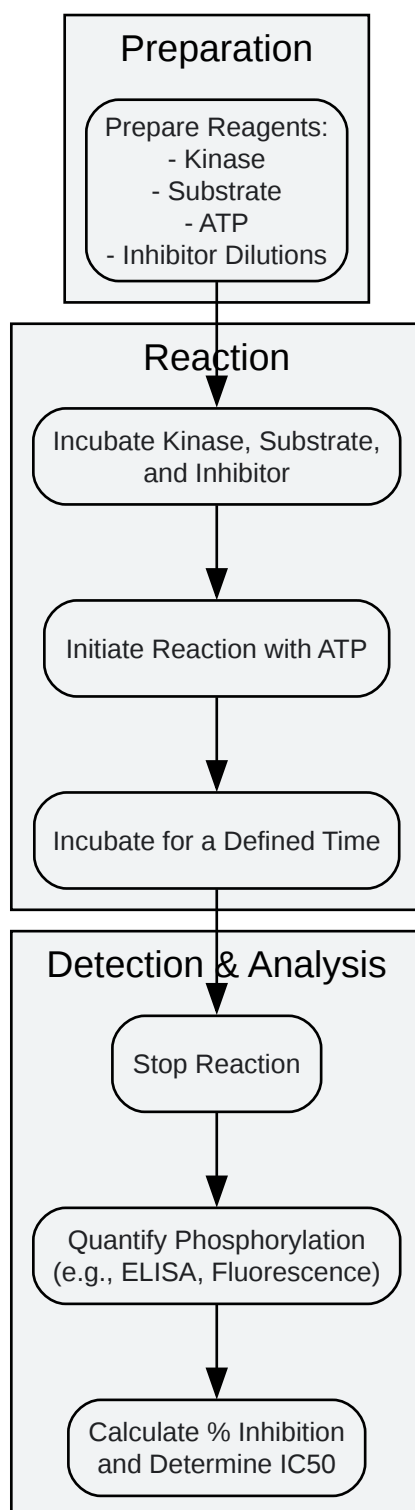 Preparation
Prepare Reagents:
- Kinase
- Substrate
- ATP
- Inhibitor Dilutions
Reaction
Incubate Kinase, Substrate,
and Inhibitor
Initiate Reaction with ATP
Incubate for a Defined Time
Detection & Analysis
Stop Reaction
Quantify Phosphorylation
(e.g., ELISA, Fluorescence)
Calculate % Inhibition
and Determine IC50